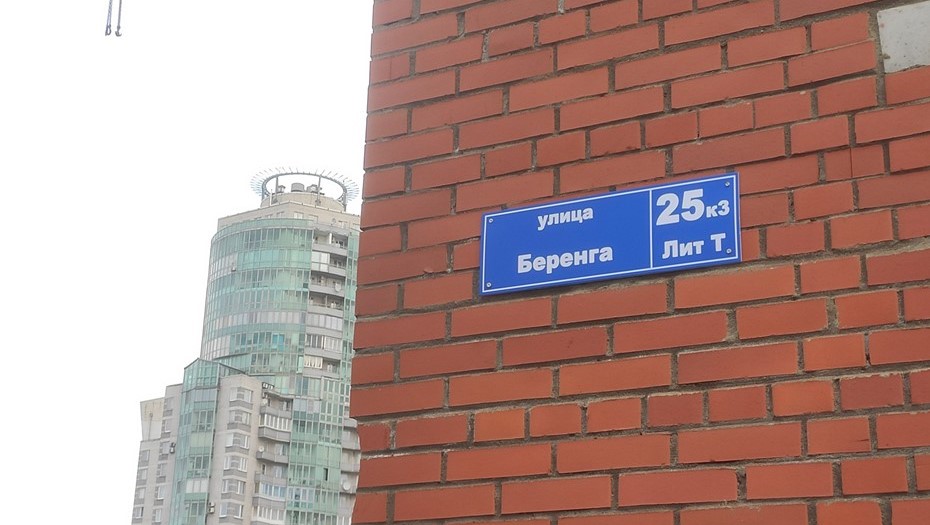 улица
Беренга
25к3
Лит Т